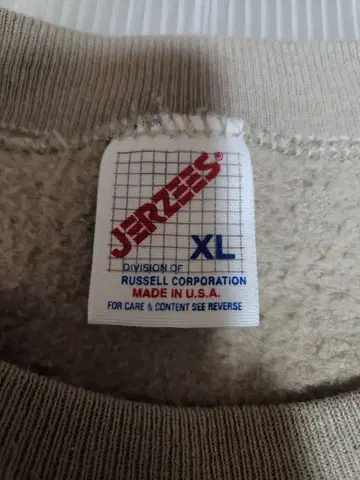 JERZEES®
XL
DIVISION OF
RUSSELL CORPORATION
MADE IN U.S.A.
FOR CARE & CONTENT SEE REVERSE